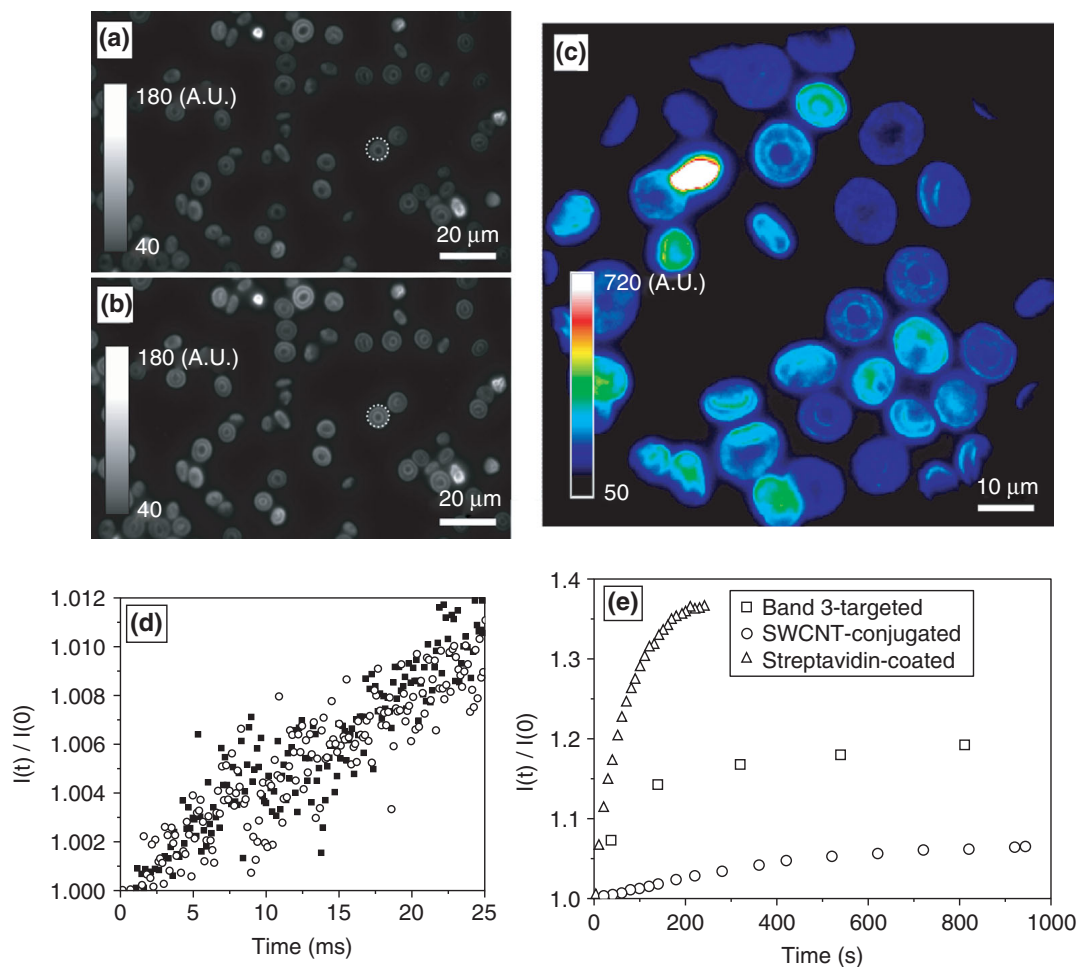 (a)
180 (A.U.)
40
20 μm
(b)
180 (A.U.)
40
20 μm
(c)
720 (A.U.)
50
10 μm
(d)
I(t) / I(0)
1.012
1.010
1.008
1.006
1.004
1.002
1.000
0 5 10 15 20 25
Time (ms)
(e)
Band 3-targeted
SWCNT-conjugated
Streptavidin-coated
I(t) / I(0)
1.4
1.3
1.2
1.1
1.0
0 200 400 600 800 1000
Time (s)